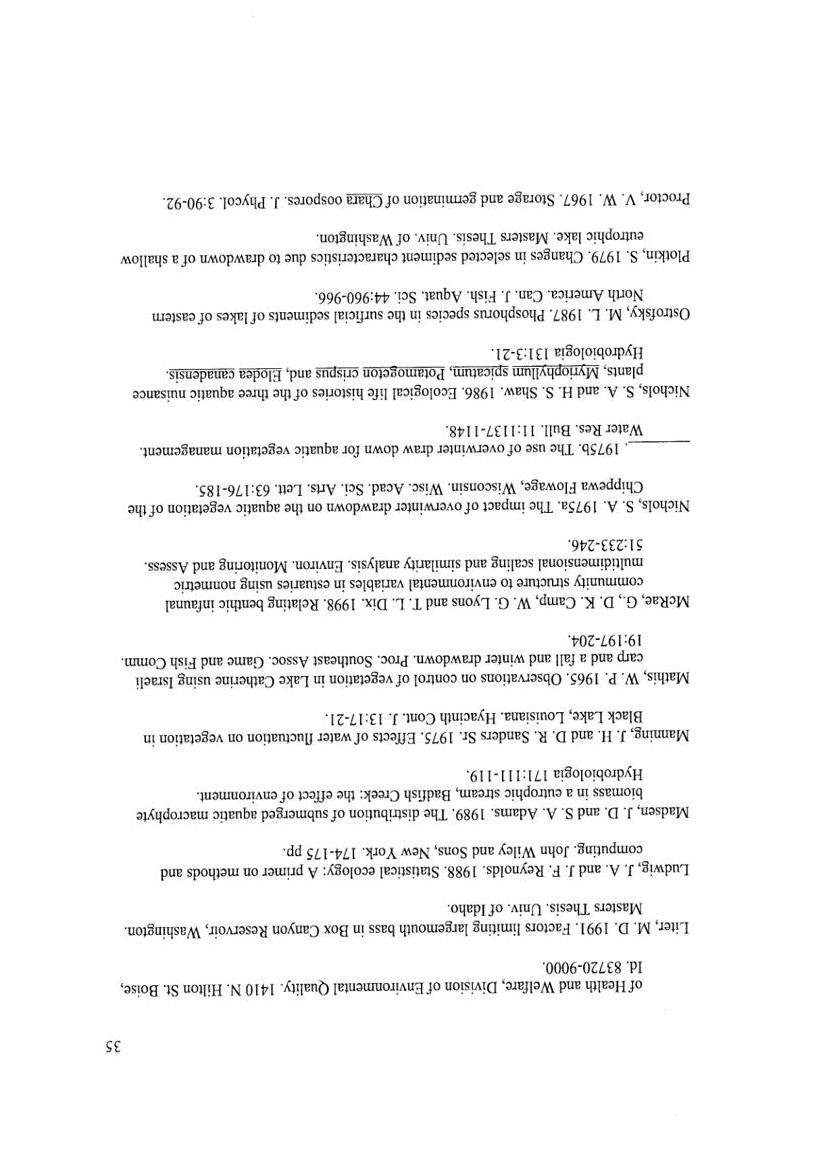 35
of Health and Welfare, Division of Environmental Quality. 1410 N. Hilton St. Boise,
Id. 83720-9000.
Liter, M. D. 1991. Factors limiting largemouth bass in Box Canyon Reservoir, Washington.
Masters Thesis. Univ. of Idaho.
Ludwig, J. A. and J. F. Reynolds. 1988. Statistical ecology: A primer on methods and
computing. John Wiley and Sons, New York. 174-175 pp.
Madsen, J. D. and S. A. Adams. 1989. The distribution of submerged aquatic macrophyte
biomass in a eutrophic stream, Badfish Creek: the effect of environment.
Hydrobiologia 171:111-119.
Manning, J. H. and D. R. Sanders Sr. 1975. Effects of water fluctuation on vegetation in
Black Lake, Louisiana. Hyacinth Cont. J. 13:17-21.
Mathis, W. P. 1965. Observations on control of vegetation in Lake Catherine using Israeli
carp and a fall and winter drawdown. Proc. Southeast Assoc. Game and Fish Comm.
19:197-204.
McRae, G., D. K. Camp, W. G. Lyons and T. L. Dix. 1998. Relating benthic infaunal
community structure to environmental variables in estuaries using nonmetric
multidimensional scaling and similarity analysis. Environ. Monitoring and Assess.
51:233-246.
Nichols, S. A. 1975a. The impact of overwinter drawdown on the aquatic vegetation of the
Chippewa Flowage, Wisconsin. Wisc. Acad. Sci. Arts. Lett. 63:176-185.
________. 1975b. The use of overwinter draw down for aquatic vegetation management.
Water Res. Bull. 11:1137-1148.
Nichols, S. A. and H. S. Shaw. 1986. Ecological life histories of the three aquatic nuisance
plants, Myriophyllum spicatum, Potamogeton crispus and, Elodea canadensis.
Hydrobiologia 131:3-21.
Ostrofsky, M. L. 1987. Phosphorus species in the surficial sediments of lakes of eastern
North America. Can. J. Fish. Aquat. Sci. 44:960-966.
Plotkin, S. 1979. Changes in selected sediment characteristics due to drawdown of a shallow
eutrophic lake. Masters Thesis. Univ. of Washington.
Proctor, V. W. 1967. Storage and germination of Chara oospores. J. Phycol. 3:90-92.